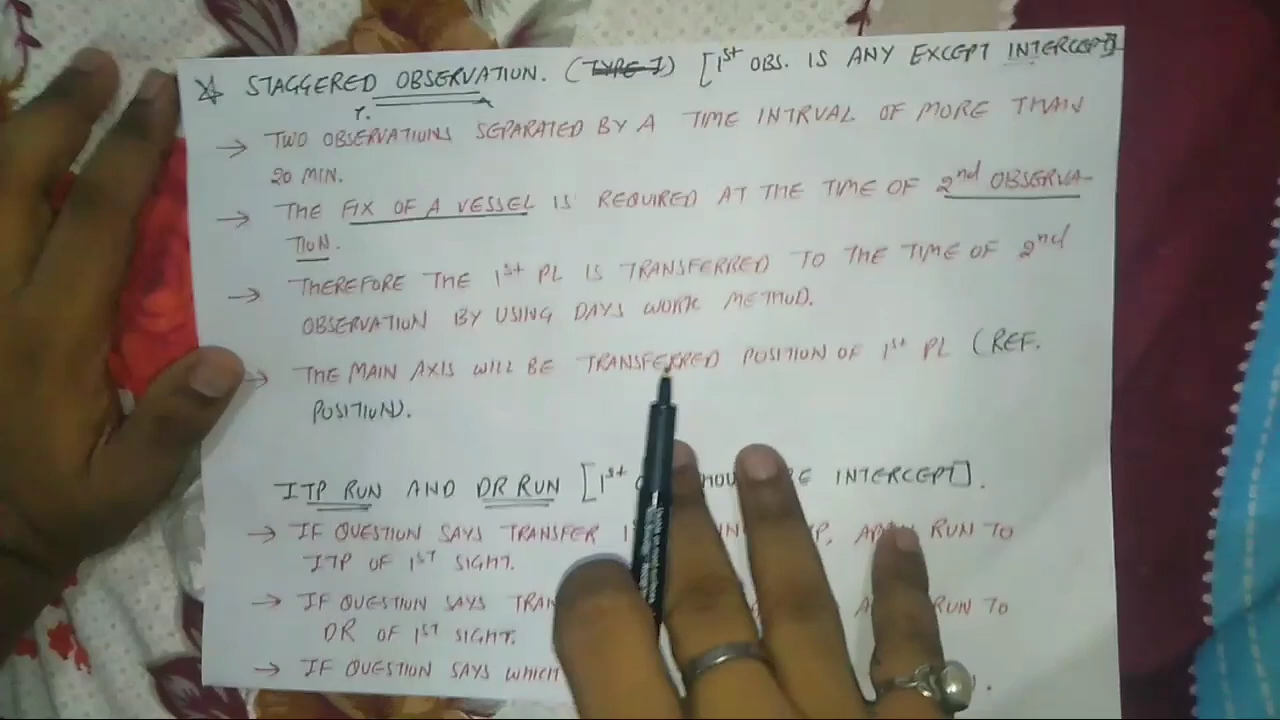 STAGGERED OBSERVATION. (TYPE I) [1st OBS. IS ANY EXCEPT INTERCEPT]
→ TWO OBSERVATIONS SEPARATED BY A TIME INTRVAL OF MORE THAN
20 MIN.
→ THE FIX OF A VESSEL IS REQUIRED AT THE TIME OF 2nd OBSERVA-
TION.
→ THEREFORE THE 1st PL IS TRANSFERRED TO THE TIME OF 2nd
OBSERVATION BY USING DAYS WORK METHOD.
→ THE MAIN AXIS WILL BE TRANSFERRED POSITION OF 1st PL (REF.
POSITION).
ITP RUN AND DR RUN [1st INTERCEPT].
→ IF QUESTION SAYS TRANSFER RUN TO
ITP OF 1ST SIGHT.
→ IF QUESTION SAYS RUN TO
DR OF 1ST SIGHT.
→ IF QUESTION SAYS WHICH